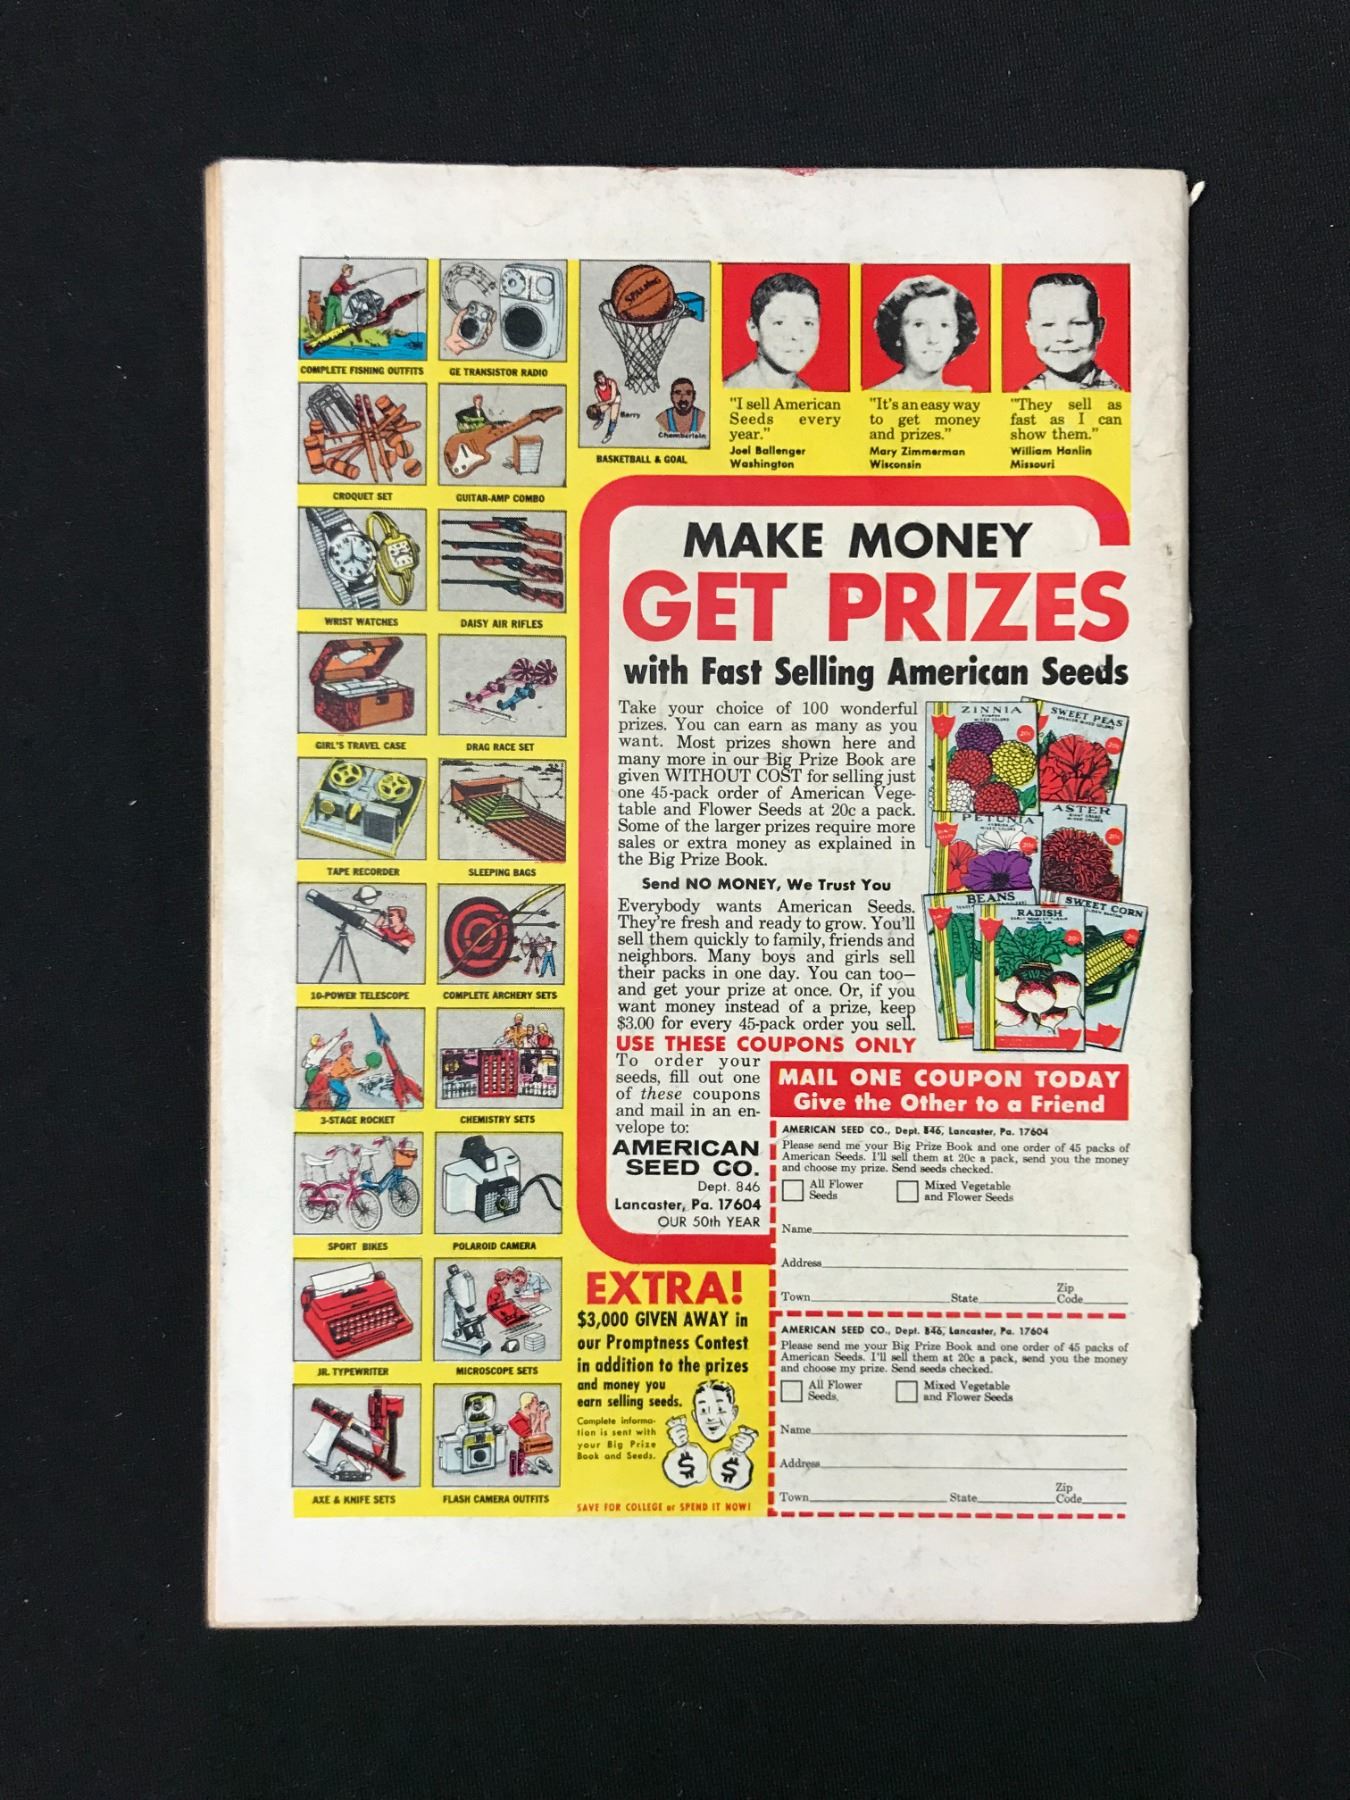 COMPLETE FISHING OUTFITS
GE TRANSISTOR RADIO
SPALDING
Barry
Chamberlain
BASKETBALL & GOAL
CROQUET SET
GUITAR-AMP COMBO
WRIST WATCHES
DAISY AIR RIFLES
GIRL'S TRAVEL CASE
DRAG RACE SET
TAPE RECORDER
SLEEPING BAGS
10-POWER TELESCOPE
COMPLETE ARCHERY SETS
3-STAGE ROCKET
CHEMISTRY SETS
SPORT BIKES
POLAROID CAMERA
JR. TYPEWRITER
MICROSCOPE SETS
AXE & KNIFE SETS
FLASH CAMERA OUTFITS
"I sell American
Seeds every
year."
Joel Ballenger
Washington
"It's an easy way
to get money
and prizes."
Mary Zimmerman
Wisconsin
"They sell as
fast as I can
show them."
William Hanlin
Missouri
MAKE MONEY
GET PRIZES
with Fast Selling American Seeds
Take your choice of 100 wonderful
prizes. You can earn as many as you
want. Most prizes shown here and
many more in our Big Prize Book are
given WITHOUT COST for selling just
one 45-pack order of American Vege-
table and Flower Seeds at 20c a pack.
Some of the larger prizes require more
sales or extra money as explained in
the Big Prize Book.
Send NO MONEY, We Trust You
Everybody wants American Seeds.
They're fresh and ready to grow. You'll
sell them quickly to family, friends and
neighbors. Many boys and girls sell
their packs in one day. You can too—
and get your prize at once. Or, if you
want money instead of a prize, keep
$3.00 for every 45-pack order you sell.
USE THESE COUPONS ONLY
To order your
seeds, fill out one
of these coupons
and mail in an en-
velope to:
AMERICAN
SEED CO.
Dept. 846
Lancaster, Pa. 17604
OUR 50th YEAR
ZINNIA
MIXED COLORS
20c
SWEET PEAS
20c
PETUNIA
MIXED COLORS
20c
ASTER
20c
BEANS
RADISH
20c
SWEET CORN
20c
MAIL ONE COUPON TODAY
Give the Other to a Friend
AMERICAN SEED CO., Dept. 846, Lancaster, Pa. 17604
Please send me your Big Prize Book and one order of 45 packs of
American Seeds. I'll sell them at 20c a pack, send you the money
and choose my prize. Send seeds checked.
All Flower
Seeds
Mixed Vegetable
and Flower Seeds
Name
Address
Town State Zip
Code
AMERICAN SEED CO., Dept. 846, Lancaster, Pa. 17604
Please send me your Big Prize Book and one order of 45 packs of
American Seeds. I'll sell them at 20c a pack, send you the money
and choose my prize. Send seeds checked.
All Flower
Seeds
Mixed Vegetable
and Flower Seeds
Name
Address
Town State Zip
Code
EXTRA!
$3,000 GIVEN AWAY in
our Promptness Contest
in addition to the prizes
and money you
earn selling seeds.
Complete informa-
tion is sent with
your Big Prize
Book and Seeds.
$ $
SAVE FOR COLLEGE or SPEND IT NOW!